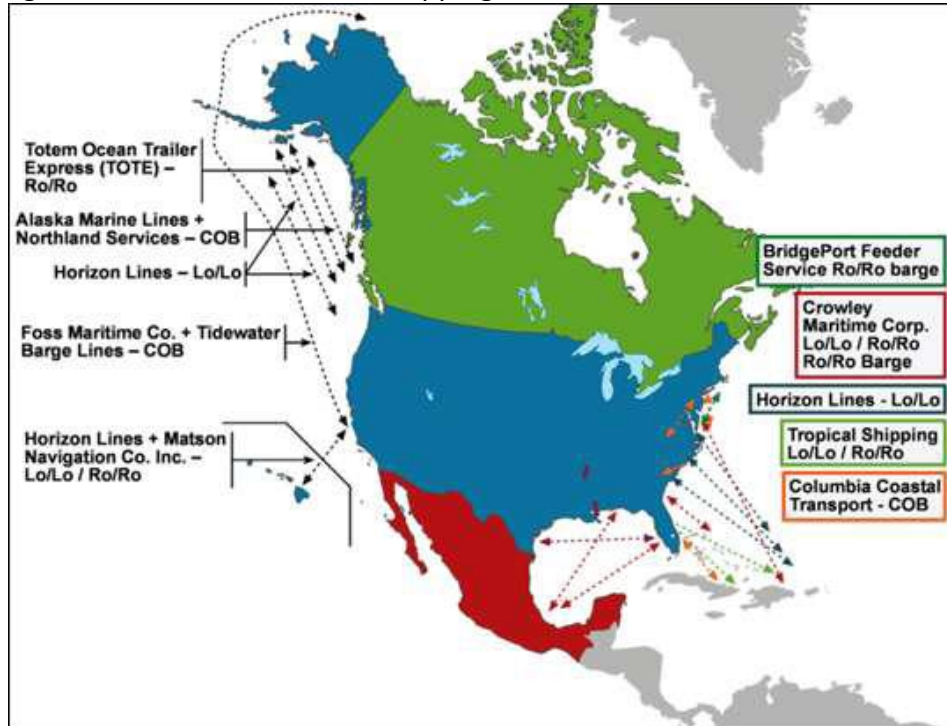 Totem Ocean Trailer
Express (TOTE) –
Ro/Ro
Alaska Marine Lines +
Northland Services – COB
Horizon Lines – Lo/Lo
Foss Maritime Co. + Tidewater
Barge Lines – COB
Horizon Lines + Matson
Navigation Co. Inc. –
Lo/Lo / Ro/Ro
BridgePort Feeder
Service Ro/Ro barge
Crowley
Maritime Corp.
Lo/Lo / Ro/Ro
Ro/Ro Barge
Horizon Lines - Lo/Lo
Tropical Shipping
Lo/Lo / Ro/Ro
Columbia Coastal
Transport - COB